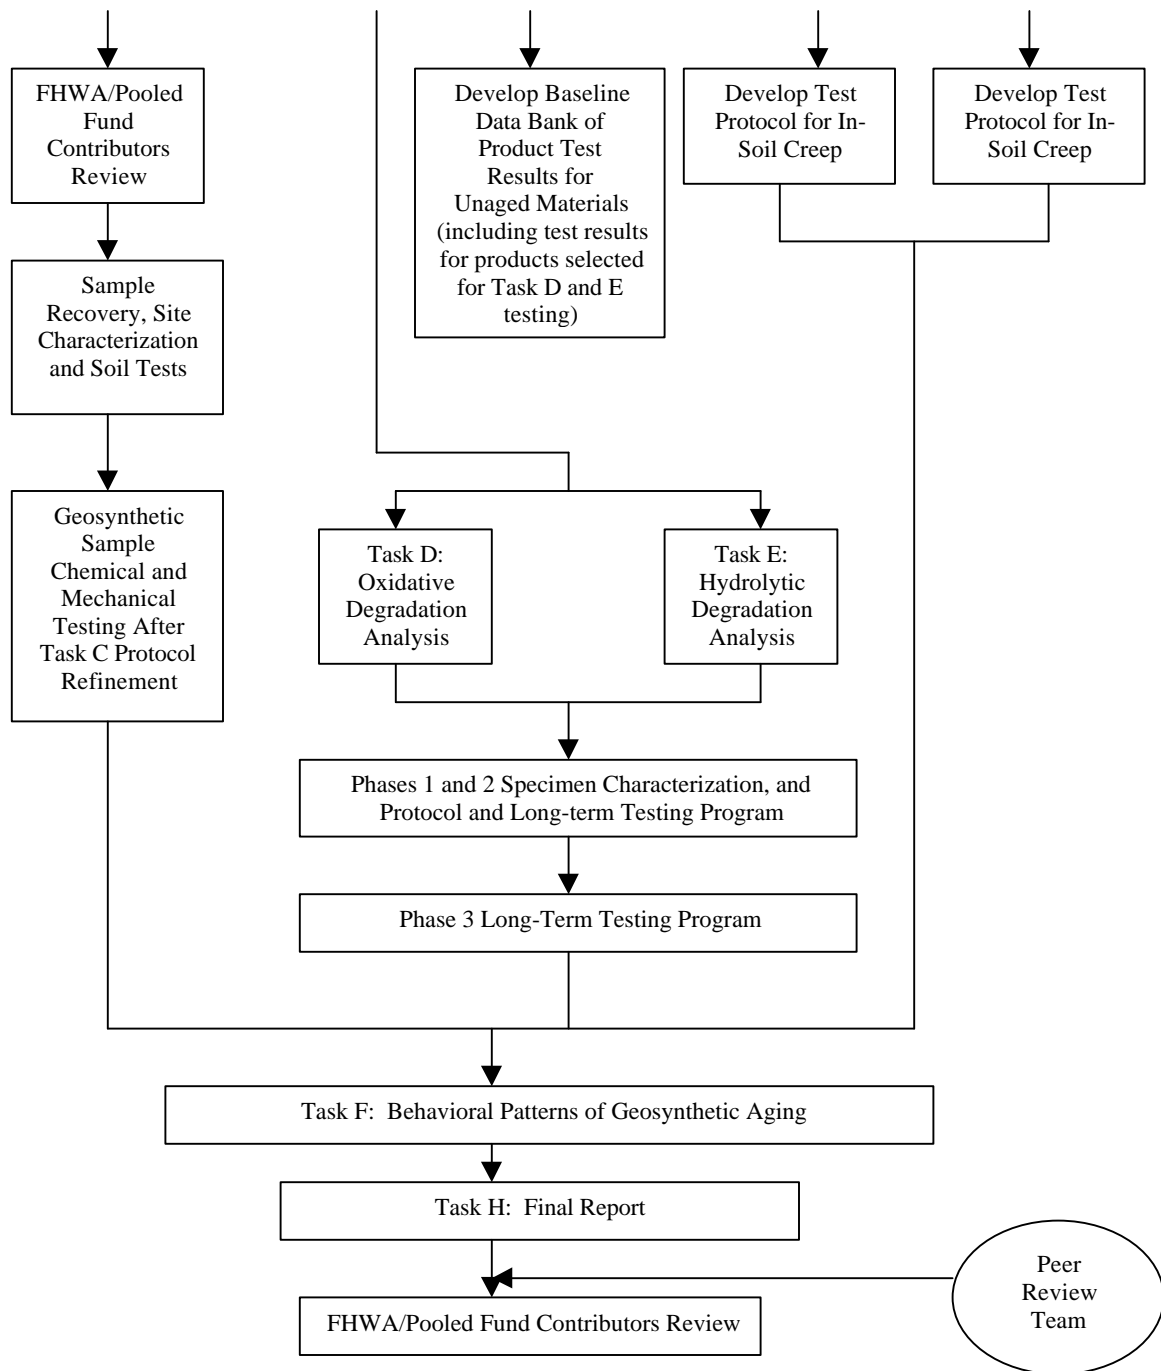 FHWA/Pooled
Fund
Contributors
Review
Develop Baseline
Data Bank of
Product Test
Results for
Unaged Materials
(including test results
for products selected
for Task D and E
testing)
Develop Test
Protocol for In-
Soil Creep
Develop Test
Protocol for In-
Soil Creep
Sample
Recovery, Site
Characterization
and Soil Tests
Geosynthetic
Sample
Chemical and
Mechanical
Testing After
Task C Protocol
Refinement
Task D:
Oxidative
Degradation
Analysis
Task E:
Hydrolytic
Degradation
Analysis
Phases 1 and 2 Specimen Characterization, and
Protocol and Long-term Testing Program
Phase 3 Long-Term Testing Program
Task F:  Behavioral Patterns of Geosynthetic Aging
Task H:  Final Report
Peer
Review
Team
FHWA/Pooled Fund Contributors Review